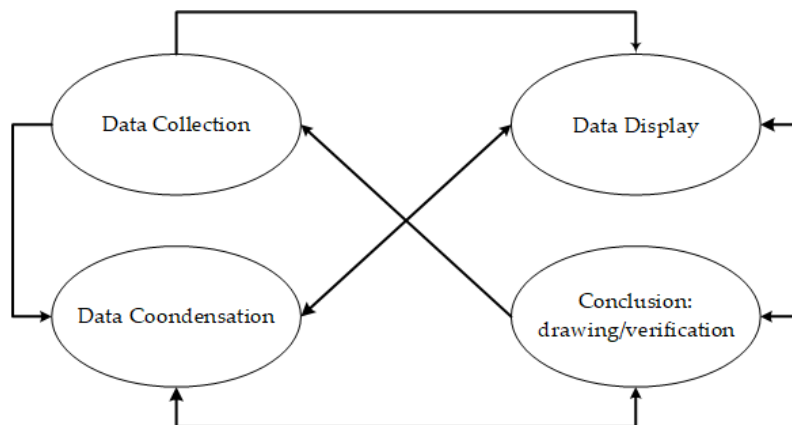 Data Collection
Data Display
Data Coondensation
Conclusion:
drawing/verification